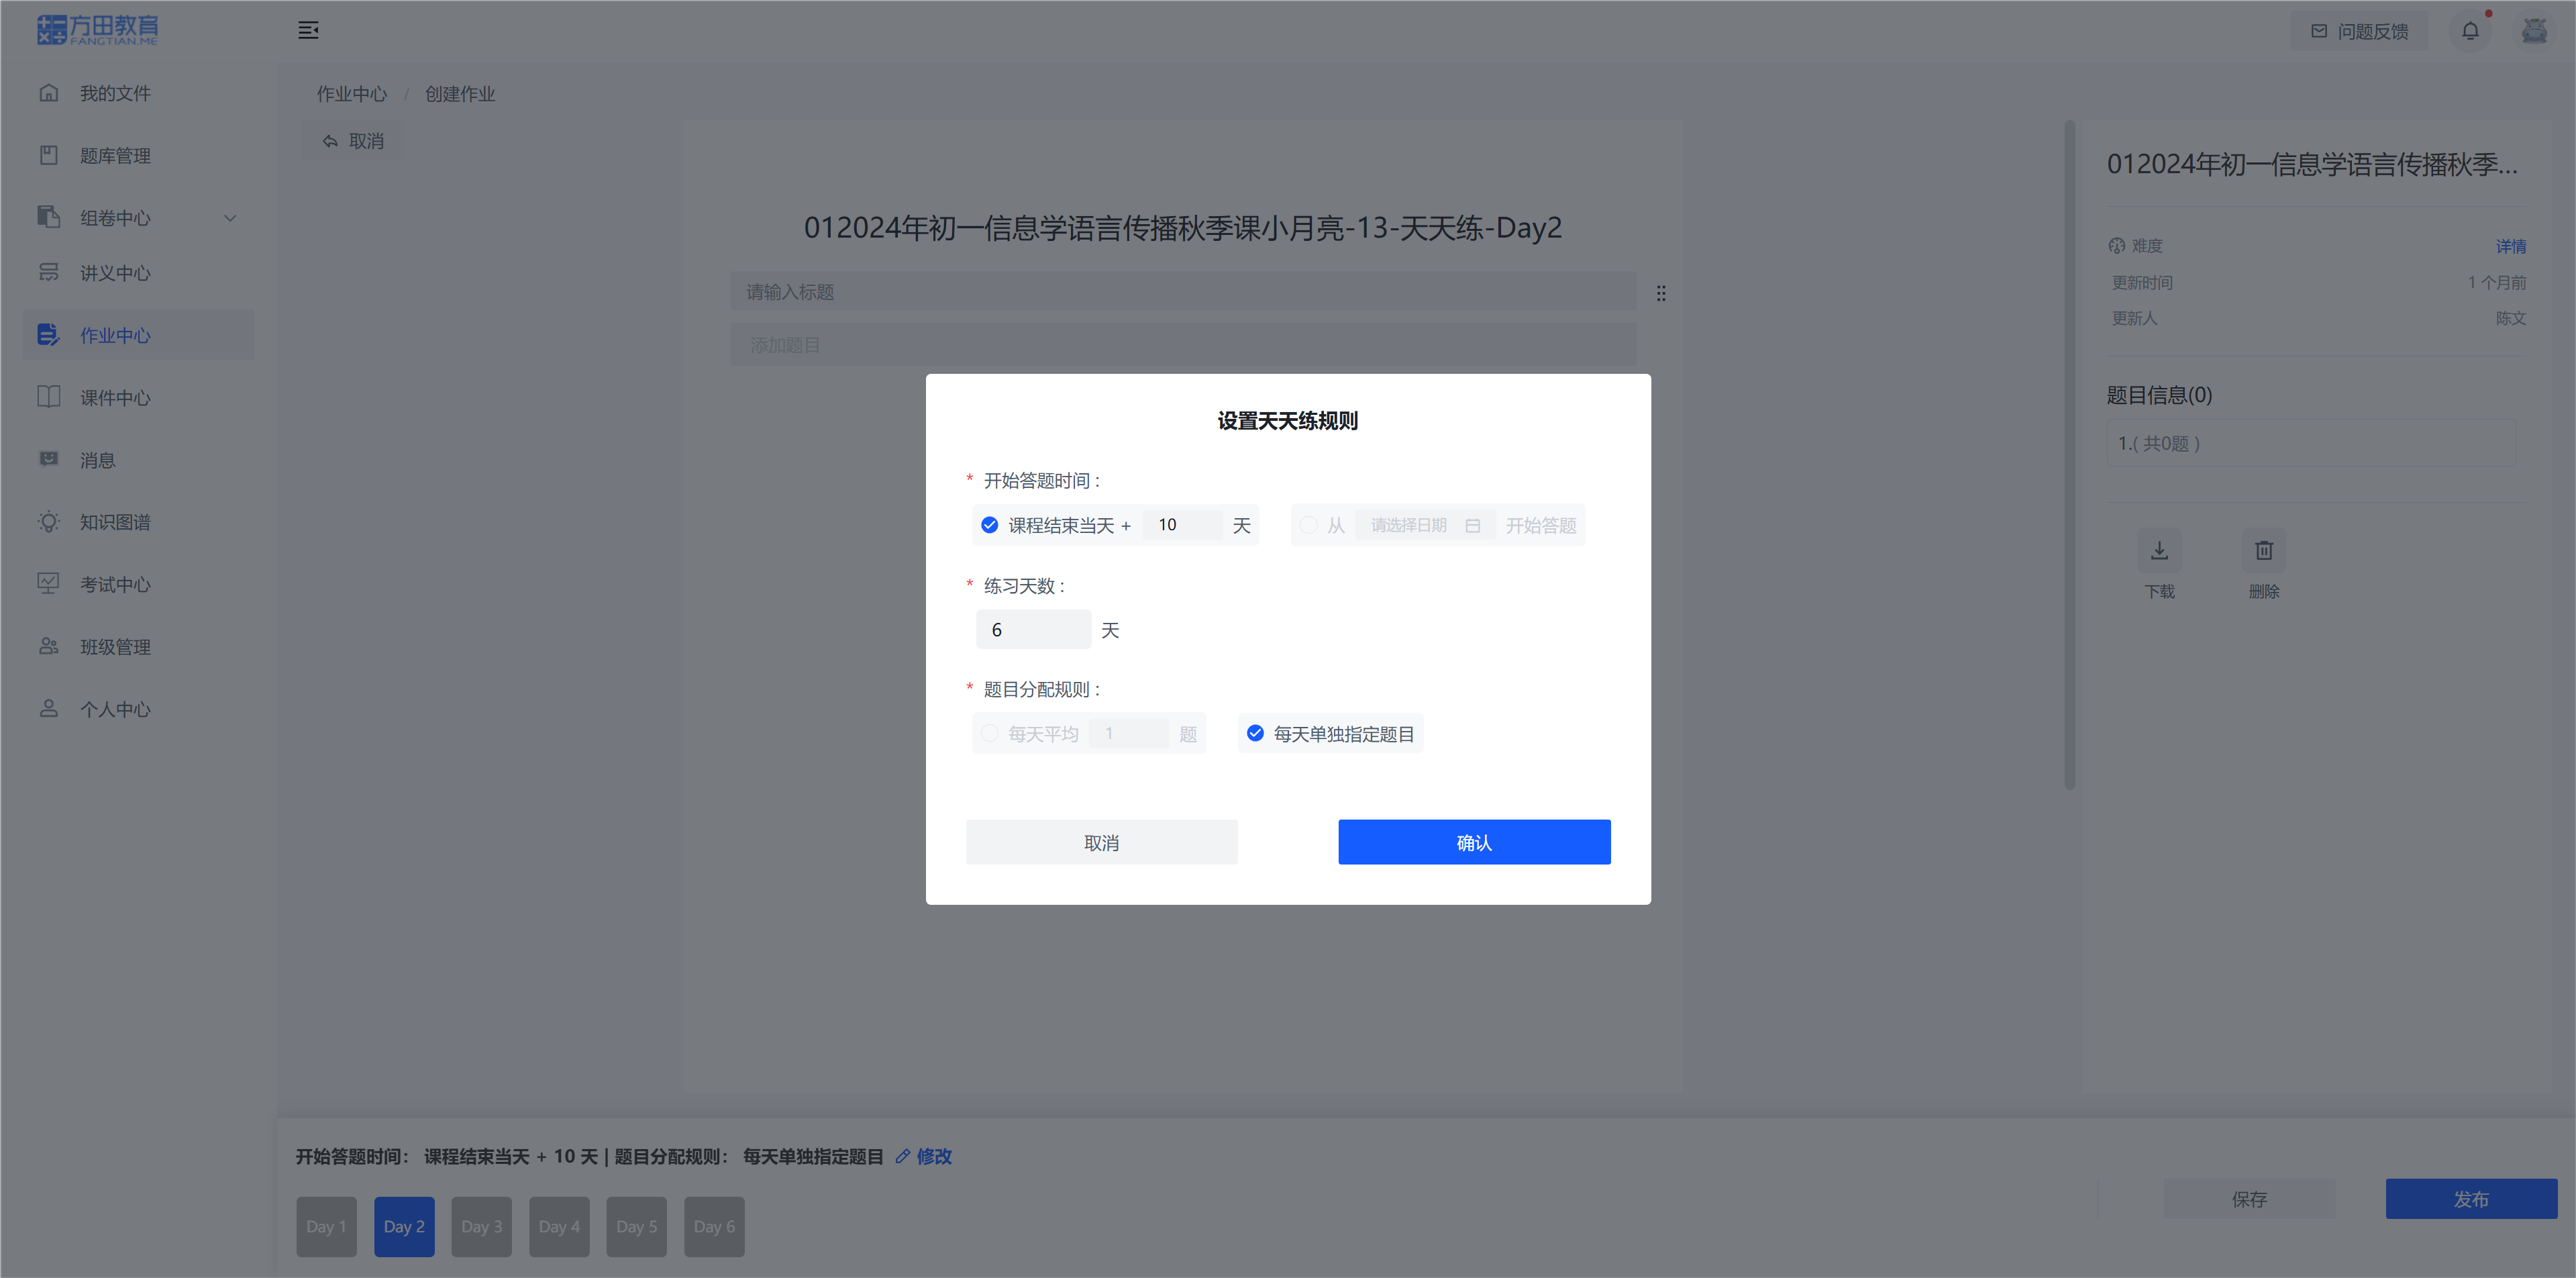 方田教育
FANGTIAN.ME
问题反馈
我的文件
题库管理
组卷中心
讲义中心
作业中心
课件中心
消息
知识图谱
考试中心
班级管理
个人中心
作业中心 / 创建作业
取消
012024年初一信息学语言传播秋季课小月亮-13-天天练-Day2
请输入标题
添加题目
012024年初一信息学语言传播秋季...
难度 详情
更新时间 1 个月前
更新人 陈文
题目信息(0)
1.( 共0题 )
下载 删除
设置天天练规则
* 开始答题时间 :
课程结束当天 + 10 天 从 请选择日期 开始答题
* 练习天数 :
6 天
* 题目分配规则 :
每天平均 1 题 每天单独指定题目
取消 确认
开始答题时间： 课程结束当天 + 10 天 | 题目分配规则： 每天单独指定题目 修改
Day 1 Day 2 Day 3 Day 4 Day 5 Day 6
保存 发布